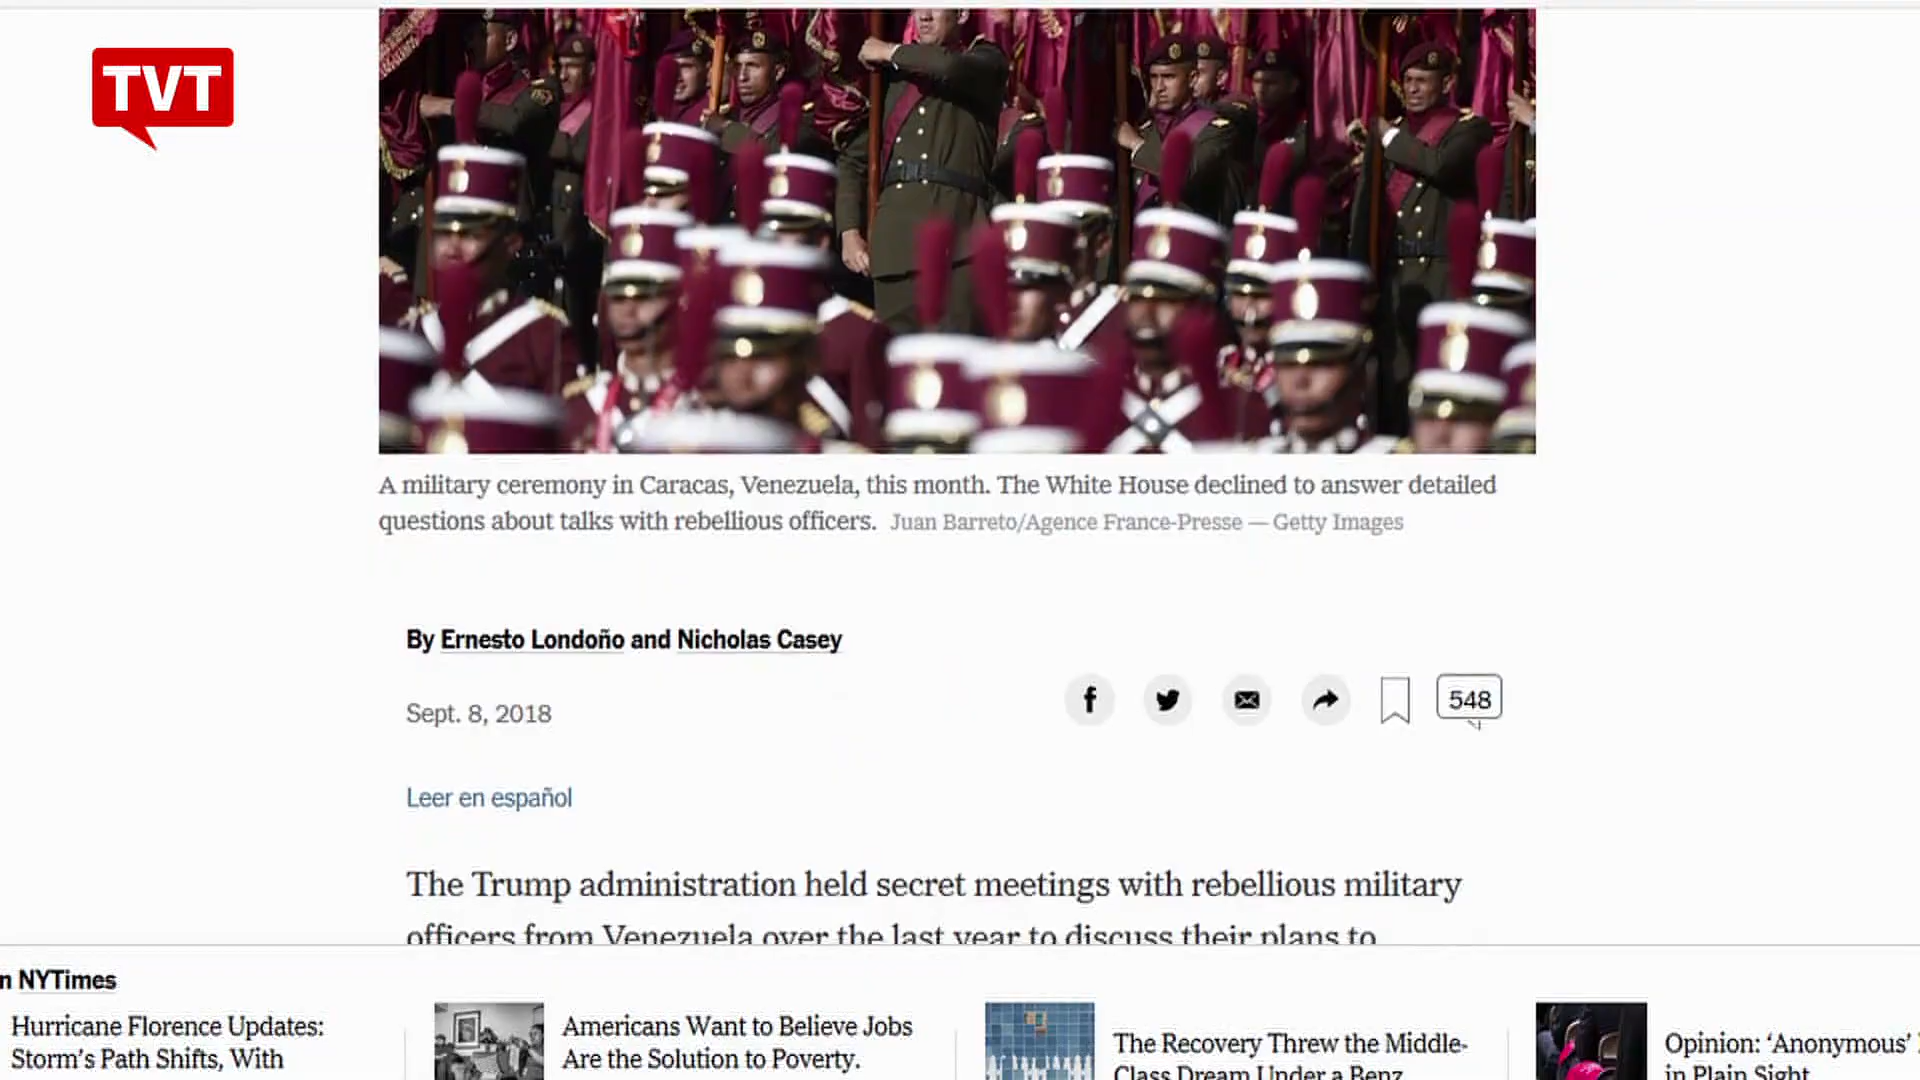 TVT
A military ceremony in Caracas, Venezuela, this month. The White House declined to answer detailed
questions about talks with rebellious officers. Juan Barreto/Agence France-Presse — Getty Images
By Ernesto Londoño and Nicholas Casey
548
Sept. 8, 2018
Leer en español
The Trump administration held secret meetings with rebellious military
officers from Venezuela over the last year to discuss their plans to
n NYTimes
Hurricane Florence Updates:
Storm's Path Shifts, With
Americans Want to Believe Jobs
Are the Solution to Poverty.
The Recovery Threw the Middle-
Class Dream Under a Benz
Opinion: 'Anonymous'
in Plain Sight